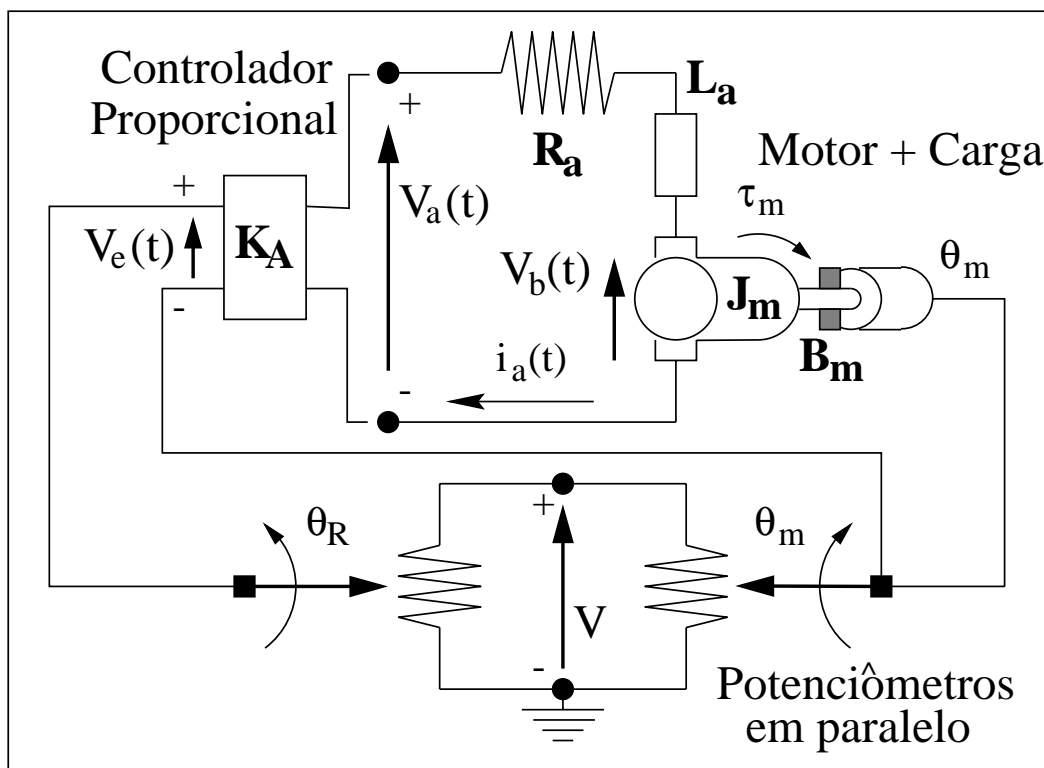 Controlador
Proporcional
+
-
V_e(t)
K_A
+
-
V_a(t)
R_a
L_a
Motor + Carga
τ_m
θ_m
V_b(t)
J_m
B_m
i_a(t)
θ_R
+
-
V
θ_m
Potenciômetros
em paralelo